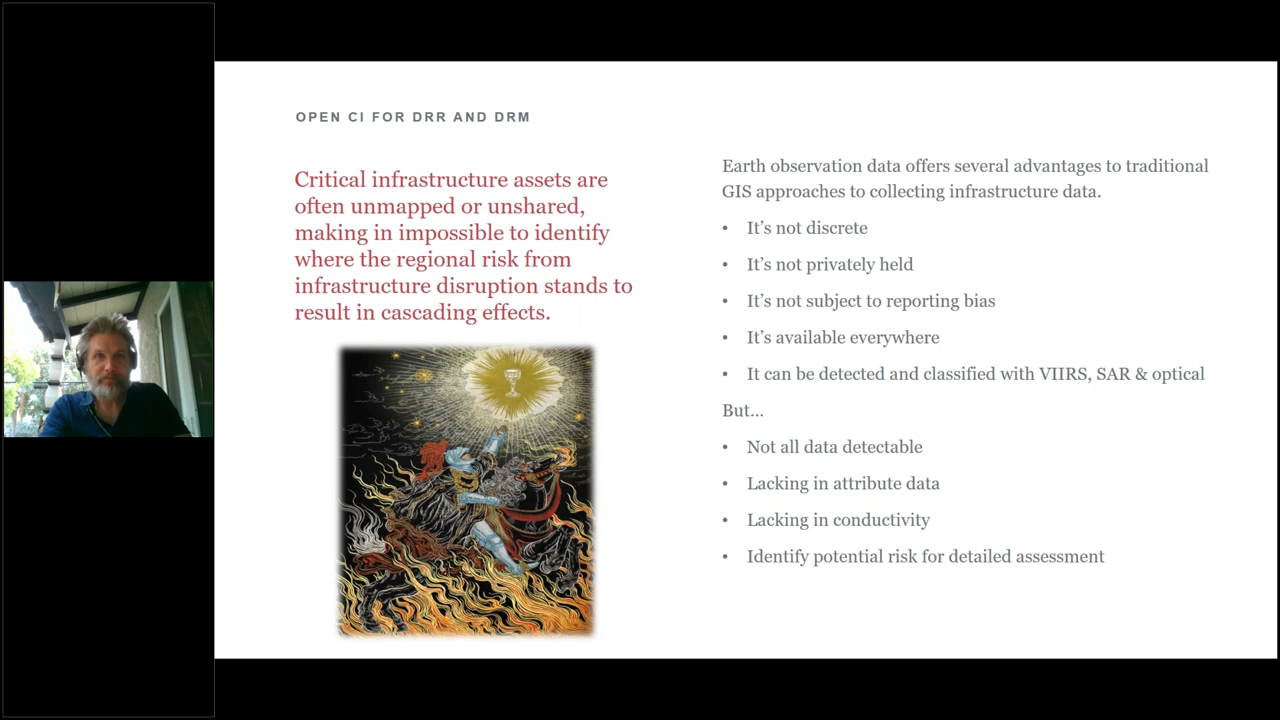 OPEN CI FOR DRR AND DRM
Critical infrastructure assets are
often unmapped or unshared,
making in impossible to identify
where the regional risk from
infrastructure disruption stands to
result in cascading effects.
Earth observation data offers several advantages to traditional
GIS approaches to collecting infrastructure data.
• It’s not discrete
• It’s not privately held
• It’s not subject to reporting bias
• It’s available everywhere
• It can be detected and classified with VIIRS, SAR & optical
But…
• Not all data detectable
• Lacking in attribute data
• Lacking in conductivity
• Identify potential risk for detailed assessment